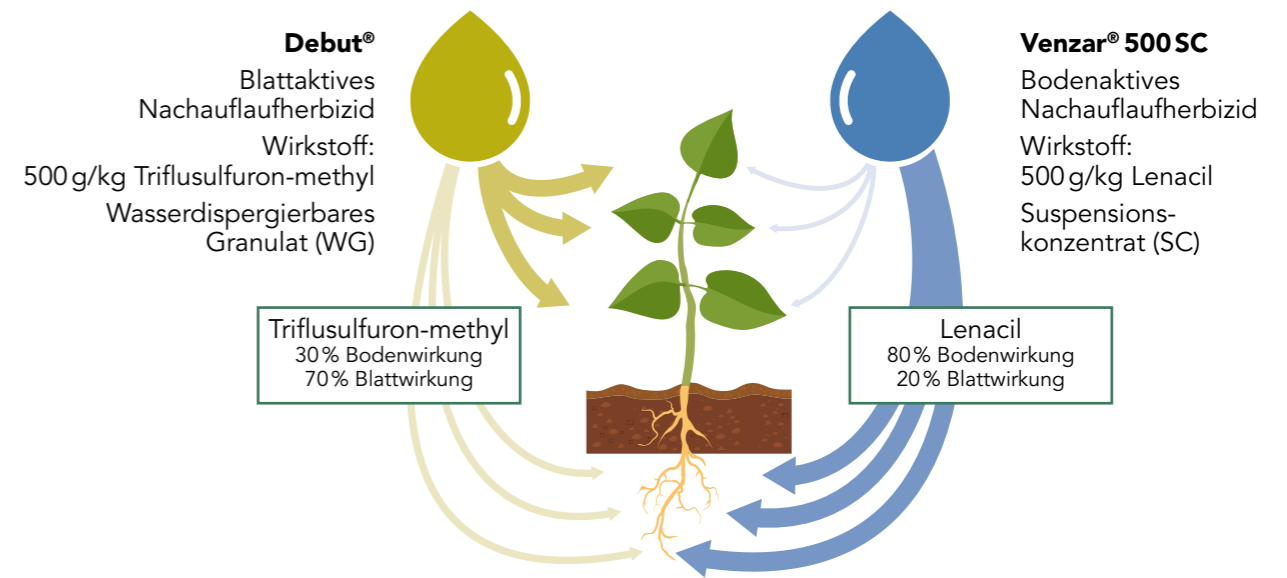 Debut®
Blattaktives
Nachauflaufherbizid
Wirkstoff:
500 g/kg Triflusulfuron-methyl
Wasserdispergierbares
Granulat (WG)
Venzar® 500 SC
Bodenaktives
Nachauflaufherbizid
Wirkstoff:
500 g/kg Lenacil
Suspensions-
konzentrat (SC)
Triflusulfuron-methyl
30 % Bodenwirkung
70 % Blattwirkung
Lenacil
80 % Bodenwirkung
20 % Blattwirkung